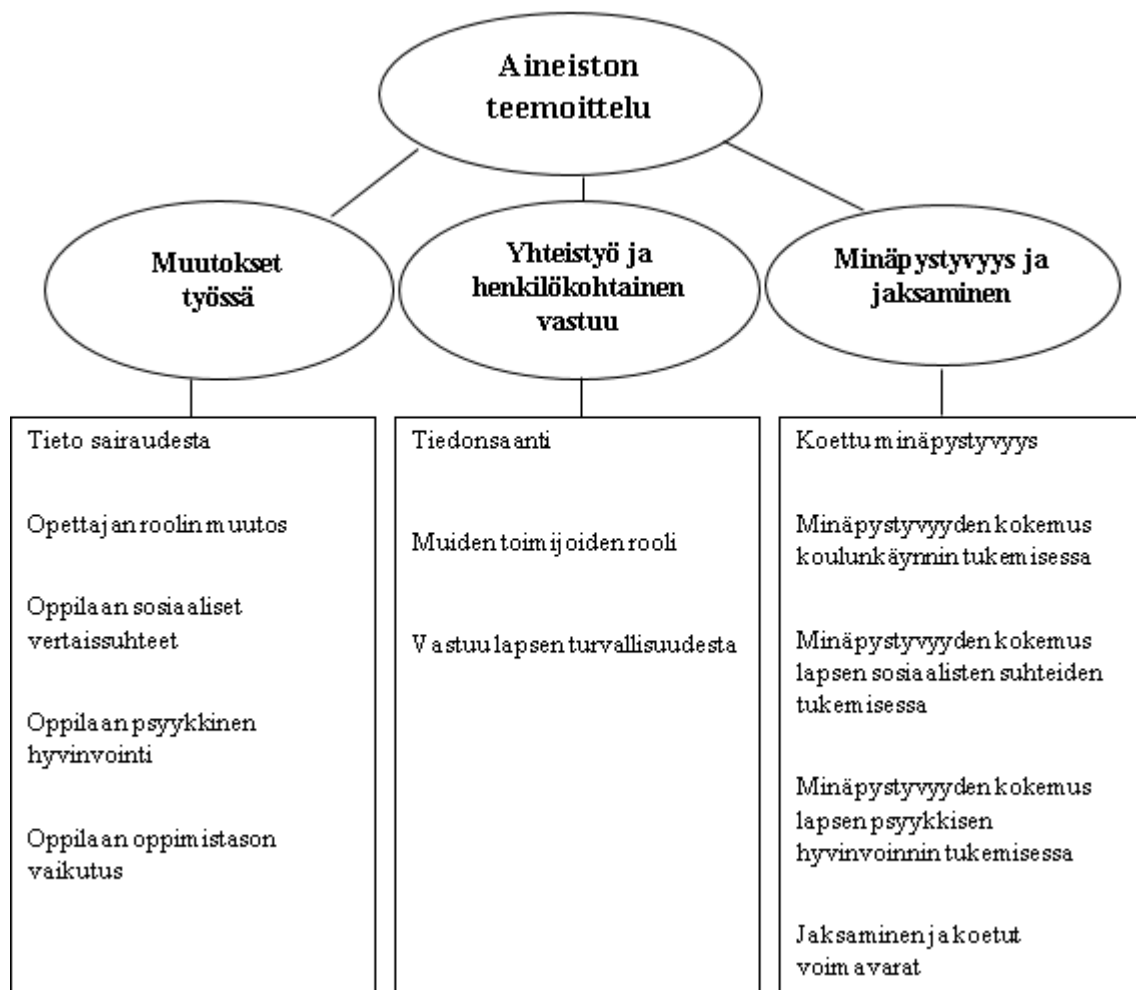 Aineiston
teemoittelu
Muutokset
työssä
Yhteistyö ja
henkilökohtainen
vastuu
Minäpystyvyys ja
jaksaminen
Tieto sairaudesta
Opettajan roolin muutos
Oppilaan sosiaaliset
vertaissuhteet
Oppilaan psyykkinen
hyvinvointi
Oppilaan oppimistason
vaikutus
Tiedonsaanti
Muiden toimijoiden rooli
Vastuu lapsen turvallisuudesta
Koettu minäpystyvyys
Minäpystyvyyden kokemus
koulunkäynnin tukemisessa
Minäpystyvyyden kokemus
lapsen sosiaalisten suhteiden
tukemisessa
Minäpystyvyyden kokemus
lapsen psyykkisen
hyvinvoinnin tukemisessa
Jaksaminen ja koetut
voimavarat